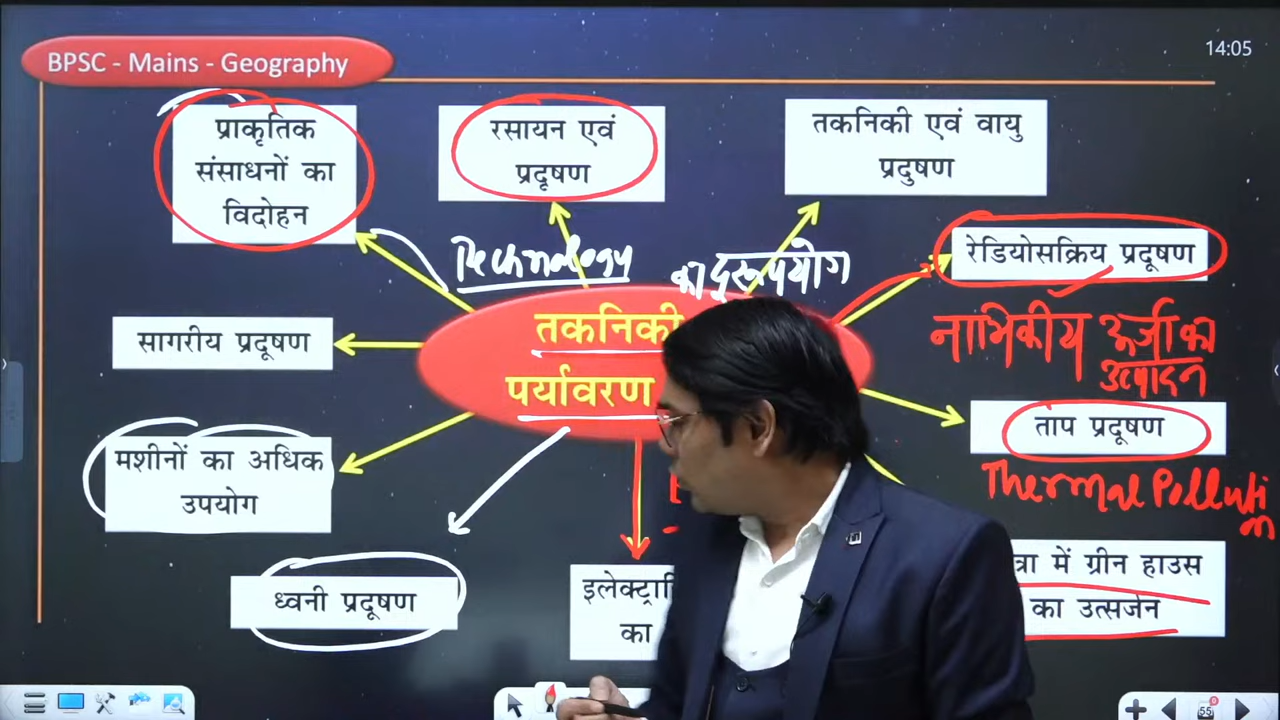 14:05
BPSC - Mains - Geography
प्राकृतिक
संसाधनों का
विदोहन
रसायन एवं
प्रदूषण
तकनिकी एवं वायु
प्रदुषण
Technology
का दुरूपयोग
रेडियोसक्रिय प्रदूषण
नाभिकीय ऊर्जा का
उत्पादन
सागरीय प्रदूषण
तकनिकी
पर्यावरण
ताप प्रदूषण
Thermal Pollution
मशीनों का अधिक
उपयोग
ध्वनी प्रदूषण
का
में ग्रीन हाउस
का उत्सर्जन
55